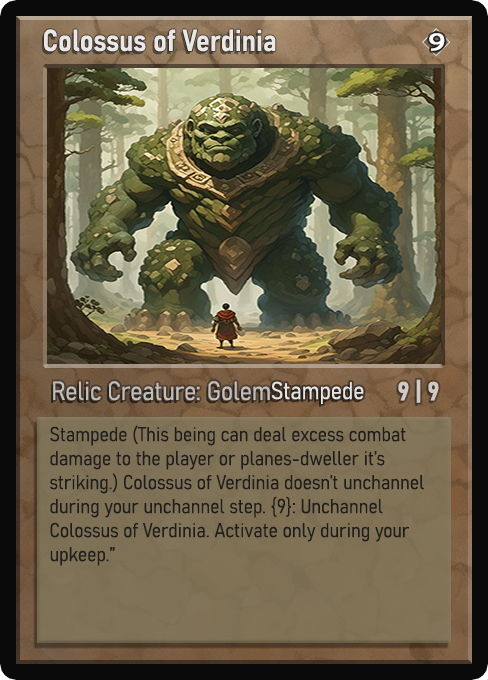 Colossus of Verdinia 9
Relic Creature: Golem Stampede 9|9
Stampede (This being can deal excess combat
damage to the player or planes-dweller it's
striking.) Colossus of Verdinia doesn't unchannel
during your unchannel step. {9}: Unchannel
Colossus of Verdinia. Activate only during your
upkeep."